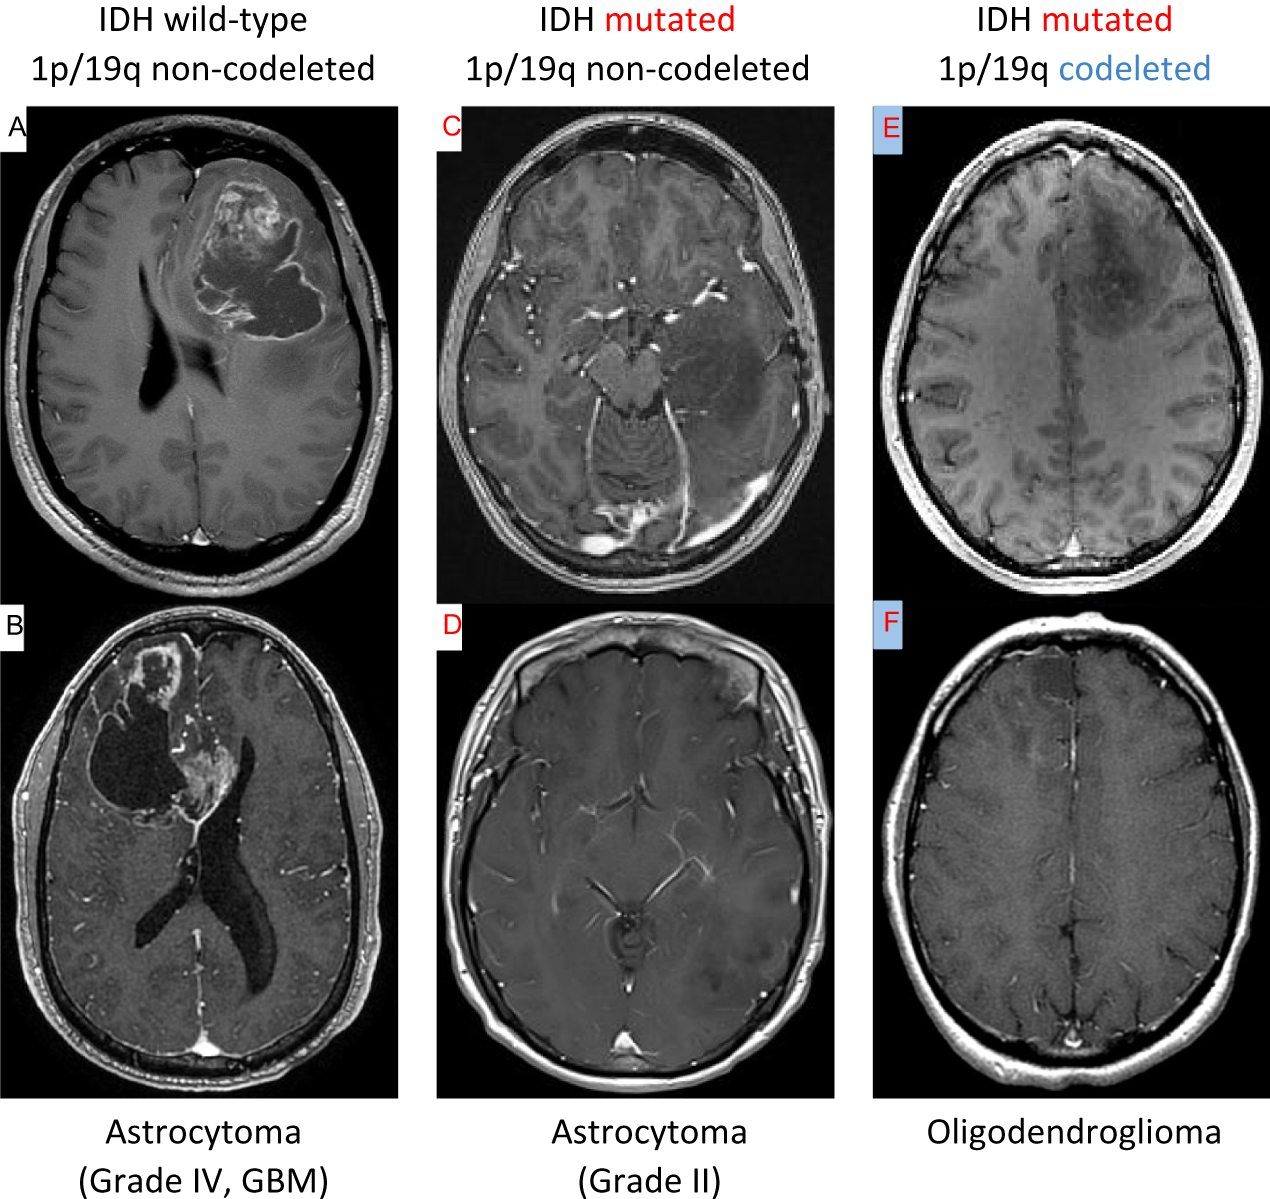 IDH wild-type
1p/19q non-codeleted
IDH mutated
1p/19q non-codeleted
IDH mutated
1p/19q codeleted
A
C
E
B
D
F
Astrocytoma
(Grade IV, GBM)
Astrocytoma
(Grade II)
Oligodendroglioma